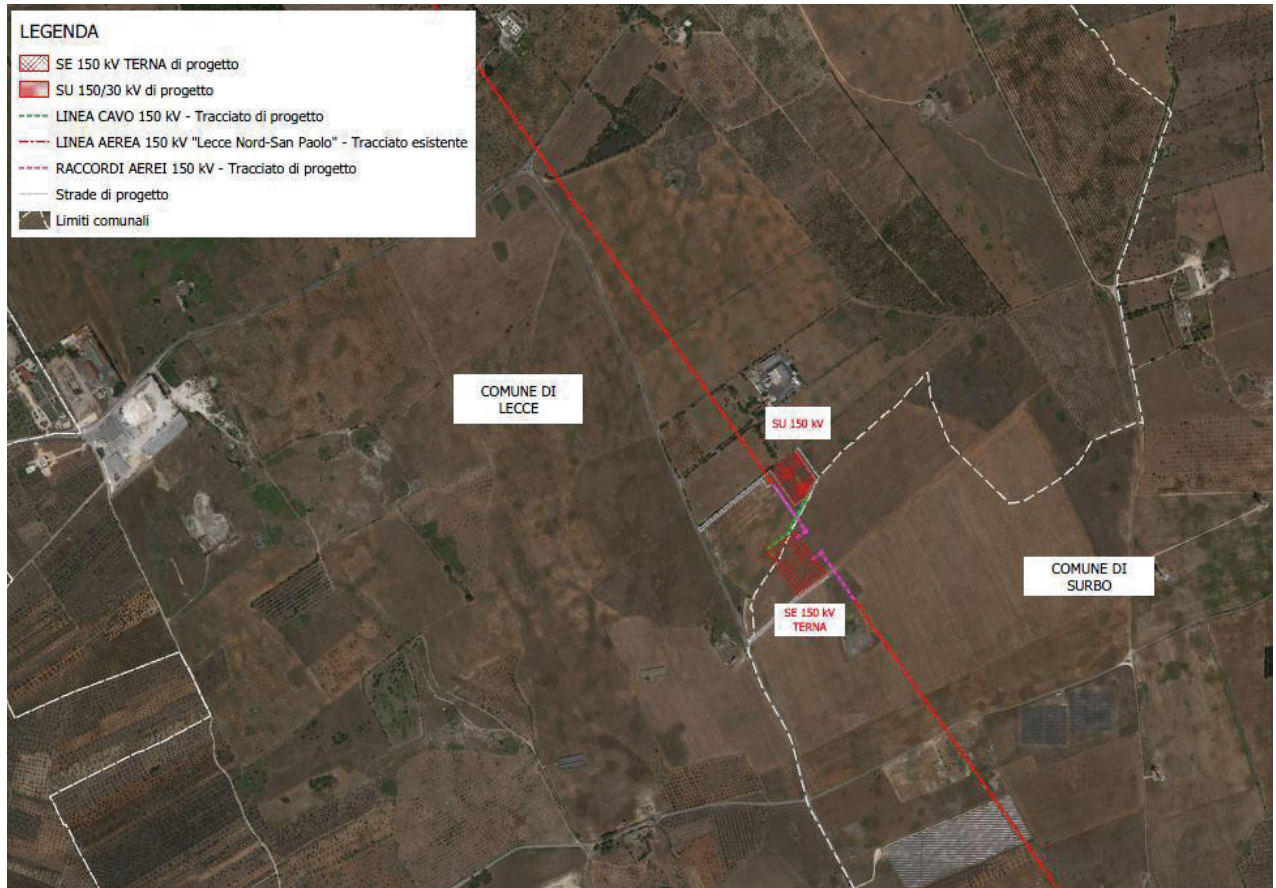 LEGENDA
SE 150 kV TERNA di progetto
SU 150/30 kV di progetto
LINEA CAVO 150 kV - Tracciato di progetto
LINEA AEREA 150 kV "Lecce Nord-San Paolo" - Tracciato esistente
RACCORDI AEREI 150 kV - Tracciato di progetto
Strade di progetto
Limiti comunali
COMUNE DI
LECCE
SU 150 kV
COMUNE DI
SURBO
SE 150 kV
TERNA